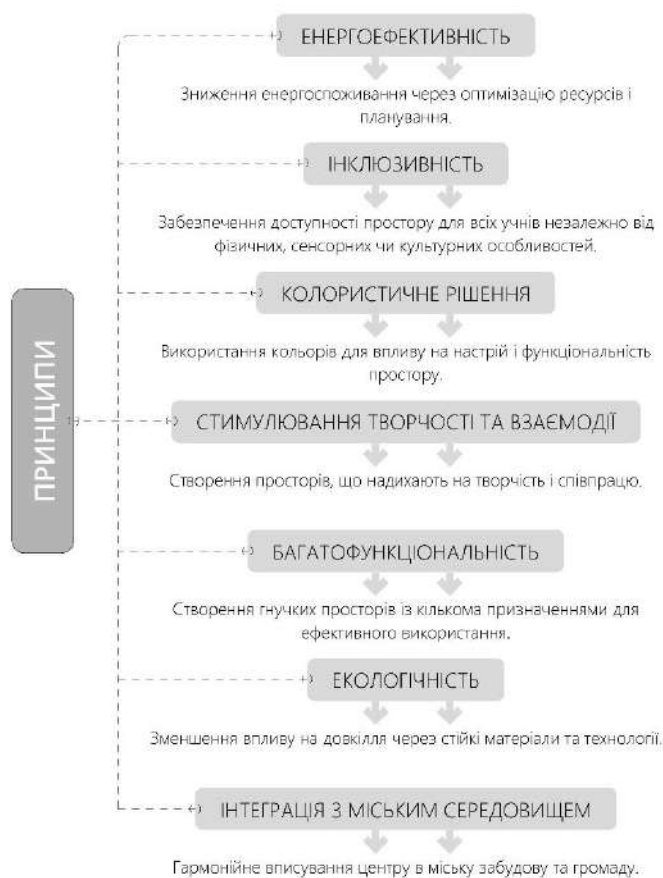 ПРИНЦИПИ
ЕНЕРГОЕФЕКТИВНІСТЬ
Зниження енергоспоживання через оптимізацію ресурсів і
планування.
ІНКЛЮЗИВНІСТЬ
Забезпечення доступності простору для всіх учнів незалежно від
фізичних, сенсорних чи культурних особливостей.
КОЛОРИСТИЧНЕ РІШЕННЯ
Використання кольорів для впливу на настрій і функціональність
простору.
СТИМУЛЮВАННЯ ТВОРЧОСТІ ТА ВЗАЄМОДІЇ
Створення просторів, що надихають на творчість і співпрацю.
БАГАТОФУНКЦІОНАЛЬНІСТЬ
Створення гнучких просторів із кількома призначеннями для
ефективного використання.
ЕКОЛОГІЧНІСТЬ
Зменшення впливу на довкілля через стійкі матеріали та технології.
ІНТЕГРАЦІЯ З МІСЬКИМ СЕРЕДОВИЩЕМ
Гармонійне вписування центру в міську забудову та громаду.